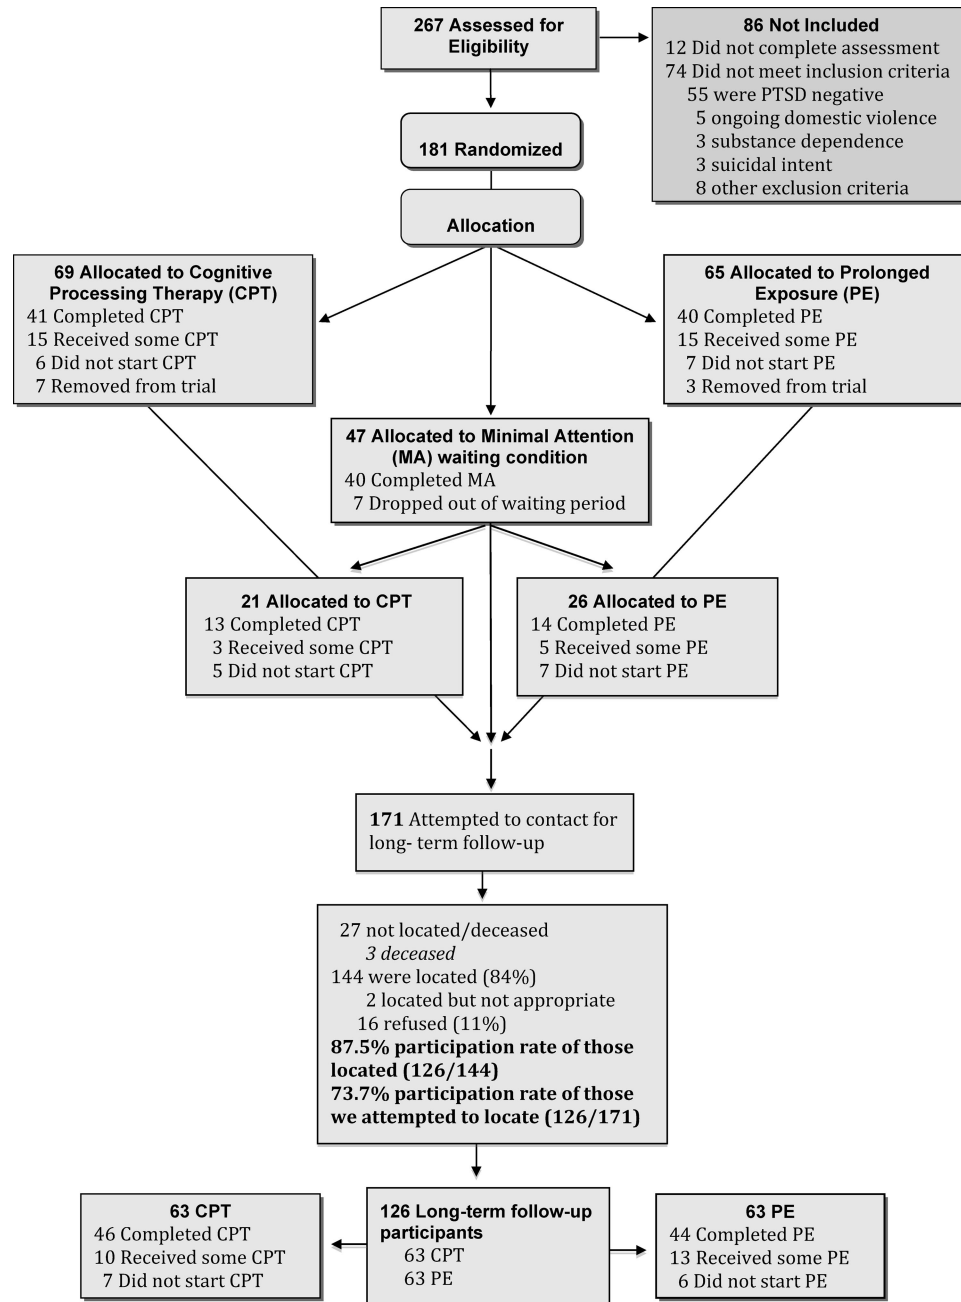 267 Assessed for
Eligibility
86 Not Included
12 Did not complete assessment
74 Did not meet inclusion criteria
55 were PTSD negative
5 ongoing domestic violence
3 substance dependence
3 suicidal intent
8 other exclusion criteria
181 Randomized
Allocation
69 Allocated to Cognitive
Processing Therapy (CPT)
41 Completed CPT
15 Received some CPT
6 Did not start CPT
7 Removed from trial
65 Allocated to Prolonged
Exposure (PE)
40 Completed PE
15 Received some PE
7 Did not start PE
3 Removed from trial
47 Allocated to Minimal Attention
(MA) waiting condition
40 Completed MA
7 Dropped out of waiting period
21 Allocated to CPT
13 Completed CPT
3 Received some CPT
5 Did not start CPT
26 Allocated to PE
14 Completed PE
5 Received some PE
7 Did not start PE
171 Attempted to contact for
long- term follow-up
27 not located/deceased
3 deceased
144 were located (84%)
2 located but not appropriate
16 refused (11%)
87.5% participation rate of those
located (126/144)
73.7% participation rate of those
we attempted to locate (126/171)
63 CPT
46 Completed CPT
10 Received some CPT
7 Did not start CPT
126 Long-term follow-up
participants
63 CPT
63 PE
63 PE
44 Completed PE
13 Received some PE
6 Did not start PE